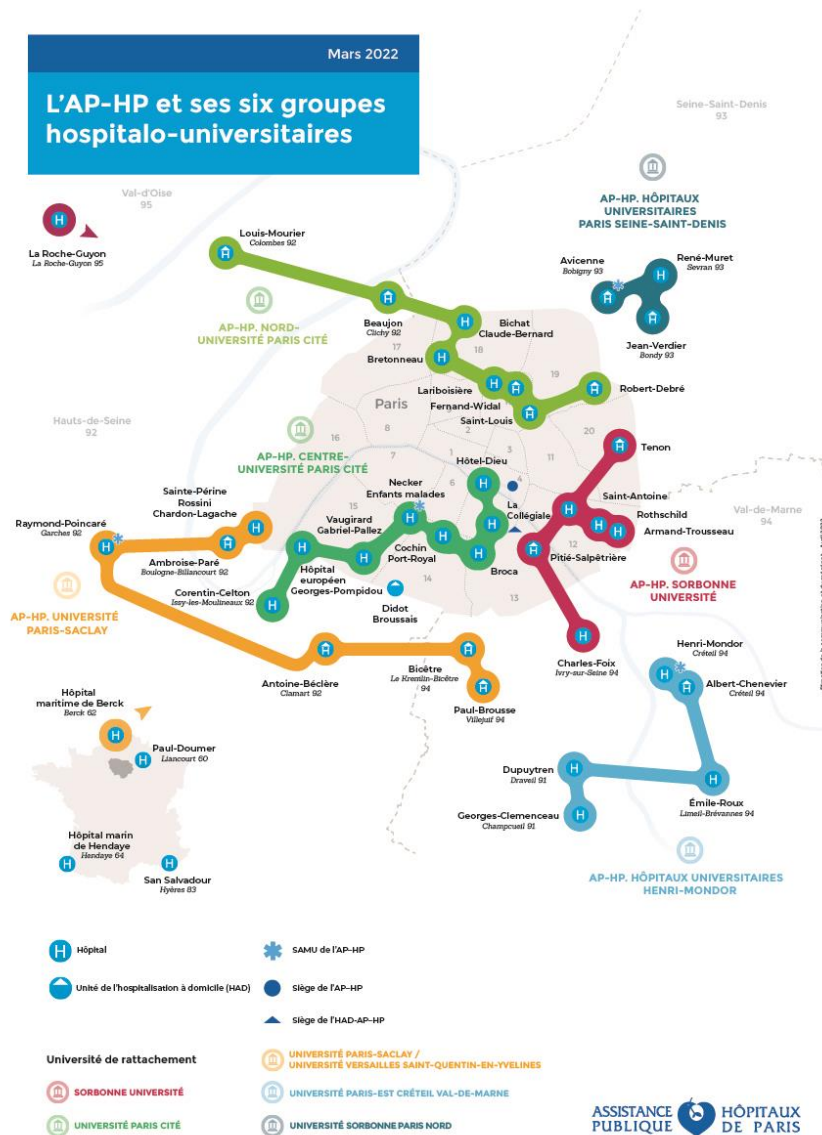 Mars 2022
L'AP-HP et ses six groupes
hospitalo-universitaires
Seine-Saint-Denis
93
Val-d'Oise
95
AP-HP. HÔPITAUX
UNIVERSITAIRES
PARIS SEINE-SAINT-DENIS
La Roche-Guyon
La Roche-Guyon 95
Louis-Mourier
Colombes 92
Avicenne
Bobigny 93
René-Muret
Sevran 93
AP-HP. NORD-
UNIVERSITÉ PARIS CITÉ
Beaujon
Clichy 92
Bichat
Claude-Bernard
Jean-Verdier
Bondy 93
17
18
Bretonneau
19
Lariboisière
Robert-Debré
Paris
Fernand-Widal
Saint-Louis
Hauts-de-Seine
92
8
2
3
20
16
11
Tenon
AP-HP. CENTRE-
UNIVERSITÉ PARIS CITÉ
7
1
Hôtel-Dieu
4
6
Necker
Enfants malades
Sainte-Périne
Rossini
Chardon-Lagache
15
La
Collégiale
Saint-Antoine
Rothschild
Armand-Trousseau
Val-de-Marne
94
Raymond-Poincaré
Garches 92
Vaugirard
Gabriel-Pallez
12
Ambroise-Paré
Boulogne-Billancourt 92
Cochin
Port-Royal
Pitié-Salpêtrière
Broca
AP-HP. SORBONNE
UNIVERSITÉ
Corentin-Celton
Issy-les-Moulineaux 92
Hôpital
européen
Georges-Pompidou
14
13
AP-HP. UNIVERSITÉ
PARIS-SACLAY
Didot
Broussais
Charles-Foix
Ivry-sur-Seine 94
Henri-Mondor
Créteil 94
Albert-Chenevier
Créteil 94
Antoine-Béclère
Clamart 92
Bicêtre
Le Kremlin-Bicêtre
94
Paul-Brousse
Villejuif 94
Hôpital
maritime de Berck
Berck 62
Paul-Doumer
Liancourt 60
Dupuytren
Draveil 91
Georges-Clemenceau
Champcueil 91
Émile-Roux
Limeil-Brévannes 94
Hôpital marin
de Hendaye
Hendaye 64
San Salvadour
Hyères 83
AP-HP. HÔPITAUX UNIVERSITAIRES
HENRI-MONDOR
Hôpital
SAMU de l'AP-HP
Unité de l'hospitalisation à domicile (HAD)
Siège de l'AP-HP
Siège de l'HAD-AP-HP
Université de rattachement
UNIVERSITÉ PARIS-SACLAY /
UNIVERSITÉ VERSAILLES SAINT-QUENTIN-EN-YVELINES
SORBONNE UNIVERSITÉ
UNIVERSITÉ PARIS-EST CRÉTEIL VAL-DE-MARNE
UNIVERSITÉ PARIS CITÉ
UNIVERSITÉ SORBONNE PARIS NORD
ASSISTANCE
PUBLIQUE
HÔPITAUX
DE PARIS